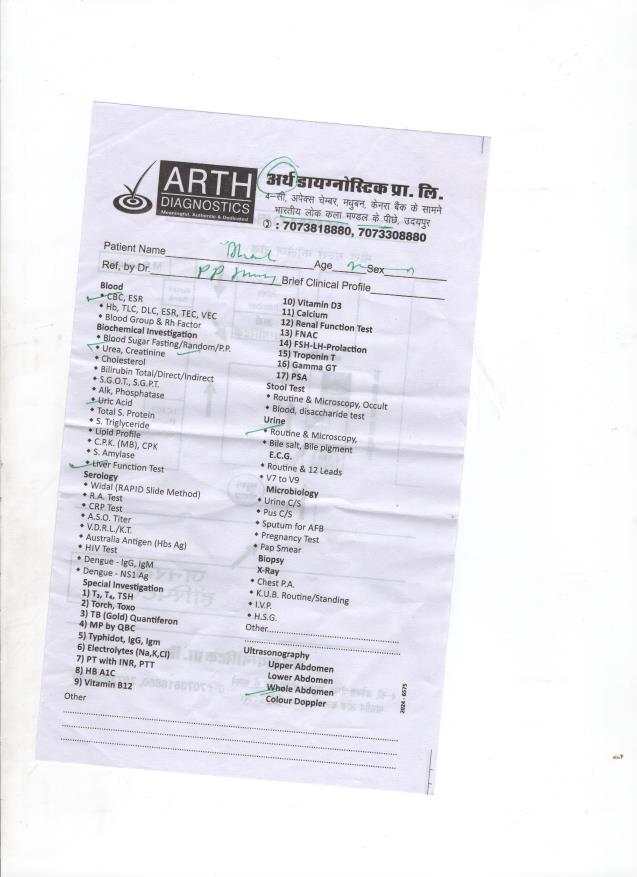 ARTH
DIAGNOSTICS
Meaningful, Authentic & Dedicated
अर्थ डायग्नोस्टिक प्रा. लि.
4-सी, अपेक्स चेम्बर, मधुबन, केनरा बैंक के सामने
भारतीय लोक कला मण्डल के पीछे, उदयपुर
: 7073818880, 7073308880
Patient Name Age Sex
Ref, by Dr. P.P. Brief Clinical Profile
Blood
CBC, ESR
Hb, TLC, DLC, ESR, TEC, VEC
Blood Group & Rh Factor
Biochemical Investigation
Blood Sugar Fasting/Random/P.P.
Urea, Creatinine
Cholesterol
Bilirubin Total/Direct/Indirect
S.G.O.T., S.G.P.T.
Alk, Phosphatase
Uric Acid
Total S. Protein
S. Triglyceride
Lipid Profile
C.P.K. (MB), CPK
S. Amylase
Liver Function Test
Serology
Widal (RAPID Slide Method)
R.A. Test
CRP Test
A.S.O. Titer
V.D.R.L./K.T.
Australia Antigen (Hbs Ag)
HIV Test
Dengue - IgG, IgM
Dengue - NS1 Ag
Special Investigation
1) T₃, T₄, TSH
2) Torch, Toxo
3) TB (Gold) Quantiferon
4) MP by QBC
5) Typhidot, IgG, Igm
6) Electrolytes (Na,K,Cl)
7) PT with INR, PTT
8) HB A1C
9) Vitamin B12
10) Vitamin D3
11) Calcium
12) Renal Function Test
13) FNAC
14) FSH-LH-Prolaction
15) Troponin T
16) Gamma GT
17) PSA
Stool Test
Routine & Microscopy, Occult
Blood, disaccharide test
Urine
Routine & Microscopy,
Bile salt, Bile pigment
E.C.G.
Routine & 12 Leads
V7 to V9
Microbiology
Urine C/S
Pus C/S
Sputum for AFB
Pregnancy Test
Pap Smear
Biopsy
X-Ray
Chest P.A.
K.U.B. Routine/Standing
I.V.P.
H.S.G.
Other
Ultrasonography
Upper Abdomen
Lower Abdomen
Whole Abdomen
Colour Doppler
2024 - 6575
Other